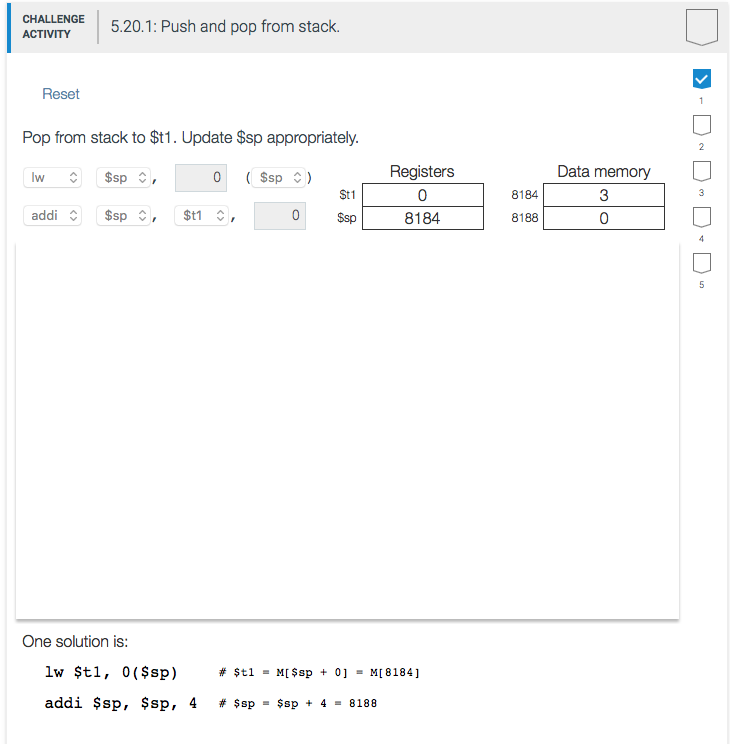 CHALLENGE
ACTIVITY
5.20.1: Push and pop from stack.
Reset
1
2
3
4
5
Pop from stack to $t1. Update $sp appropriately.
Registers Data memory
lw $sp , 0 ( $sp )
$t1 0 8184 3
addi $sp , $t1 , 0
$sp 8184 8188 0
One solution is:
lw $t1, 0($sp) # $t1 = M[$sp + 0] = M[8184]
addi $sp, $sp, 4 # $sp = $sp + 4 = 8188